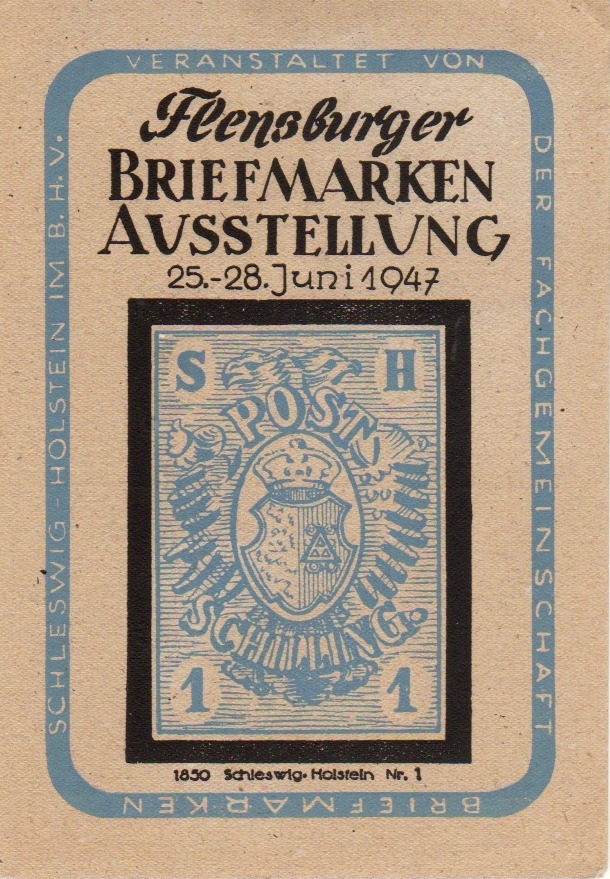 VERANSTALTET VON
DER FACHGEMEINSCHAFT
BRIEFMARKEN
SCHLESWIG-HOLSTEIN IM B.H.V.
Flensburger
BRIEFMARKEN
AUSSTELLUNG
25.-28. Juni 1947
S H
POST
SCHILLING
1 1
1850 Schleswig-Holstein Nr. 1